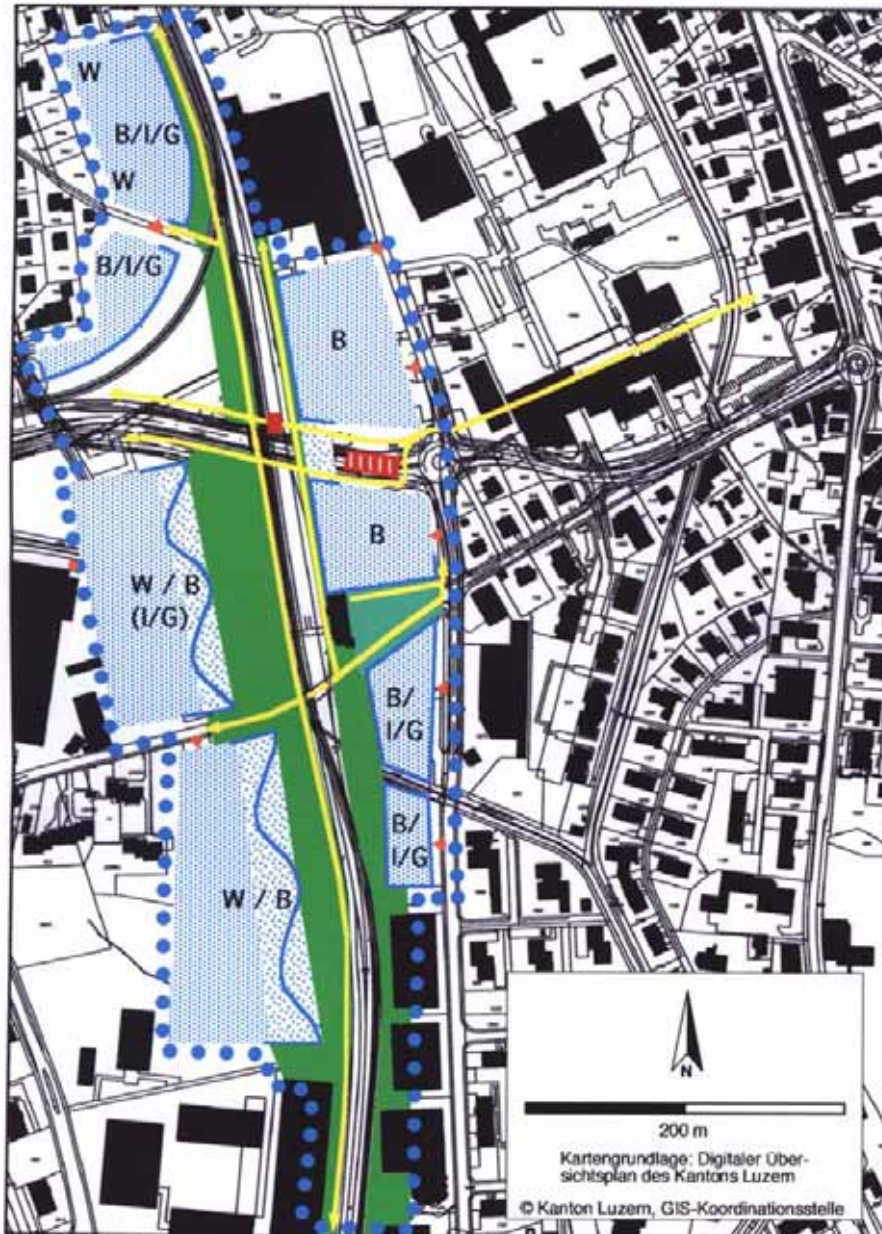 W
B/I/G
W
B/I/G
B
B
W / B
(I/G)
B/
I/G
B/
I/G
W / B
N
200 m
Kartengrundlage: Digitaler Über-
sichtsplan des Kantons Luzern
© Kanton Luzern, GIS-Koordinationsstelle